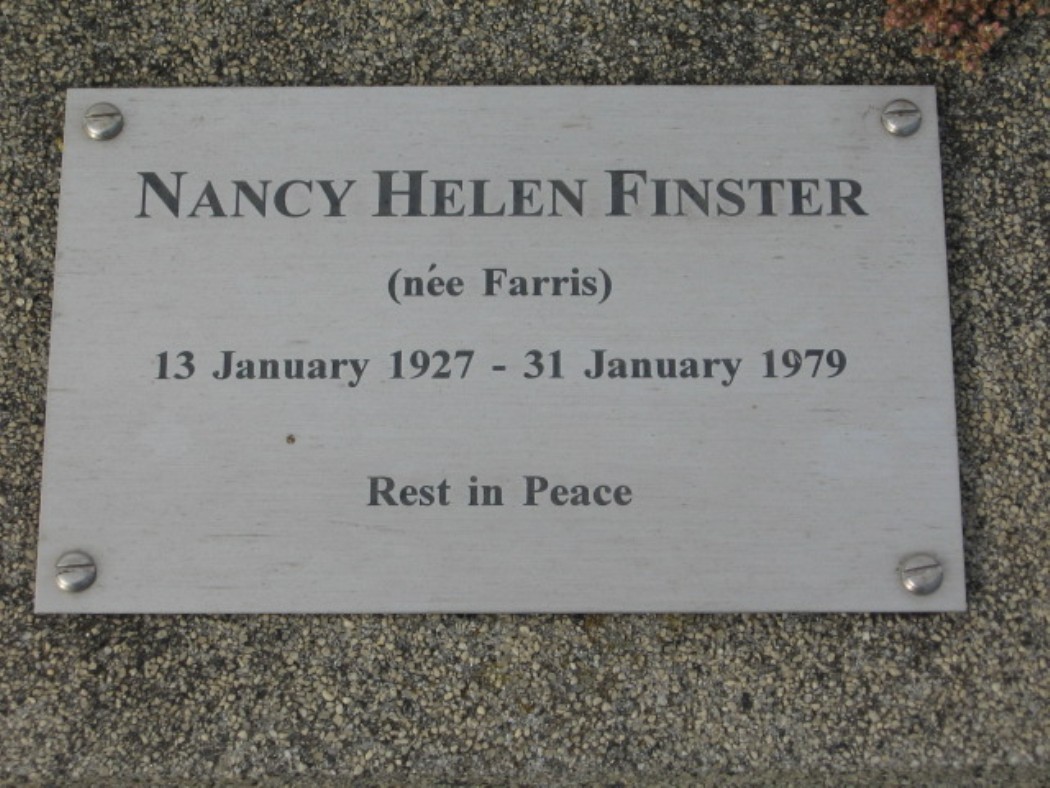 NANCY HELEN FINSTER
(née Farris)
13 January 1927 - 31 January 1979
Rest in Peace